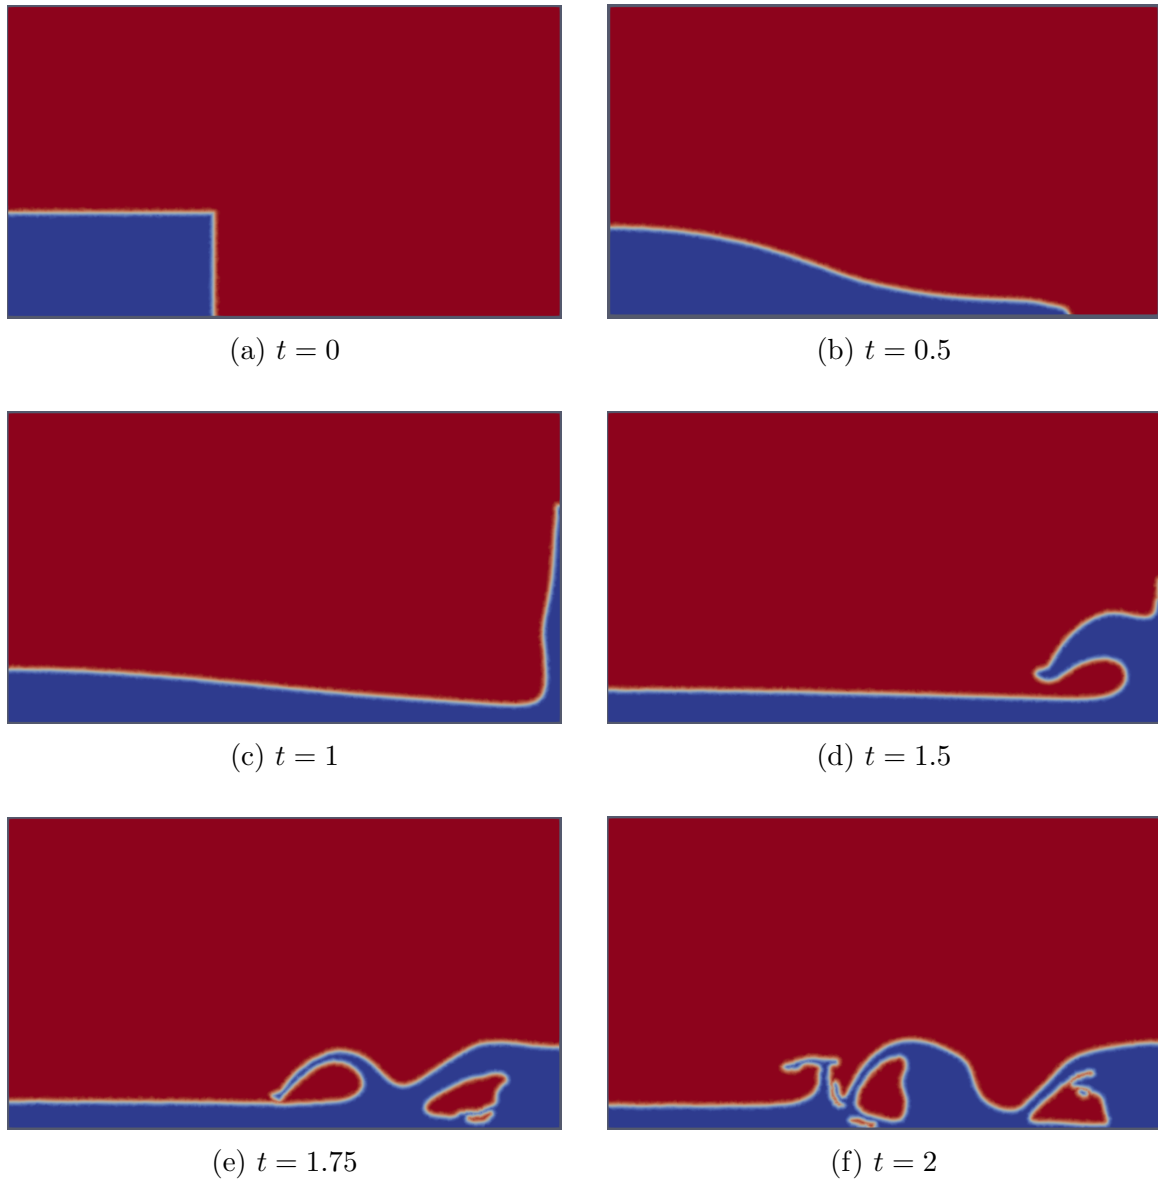 (a) t = 0
(b) t = 0.5
(c) t = 1
(d) t = 1.5
(e) t = 1.75
(f) t = 2